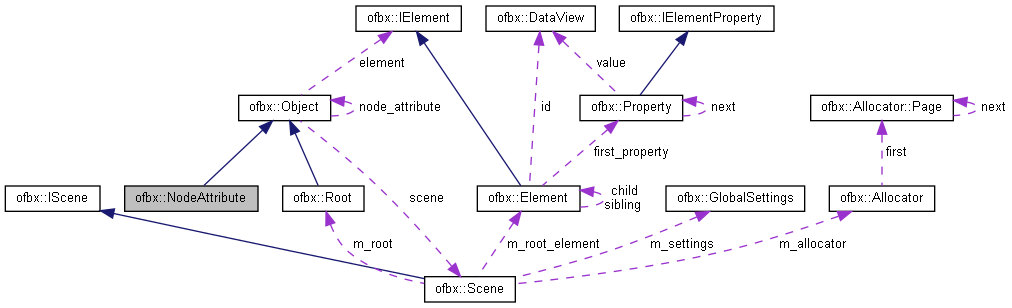 ofbx::IElement
ofbx::DataView
ofbx::IElementProperty
element
value
ofbx::Object
node_attribute
id
ofbx::Property
next
ofbx::Allocator::Page
next
first_property
first
ofbx::IScene
ofbx::NodeAttribute
ofbx::Root
scene
ofbx::Element
child
sibling
ofbx::GlobalSettings
ofbx::Allocator
m_root
m_root_element
m_settings
m_allocator
ofbx::Scene